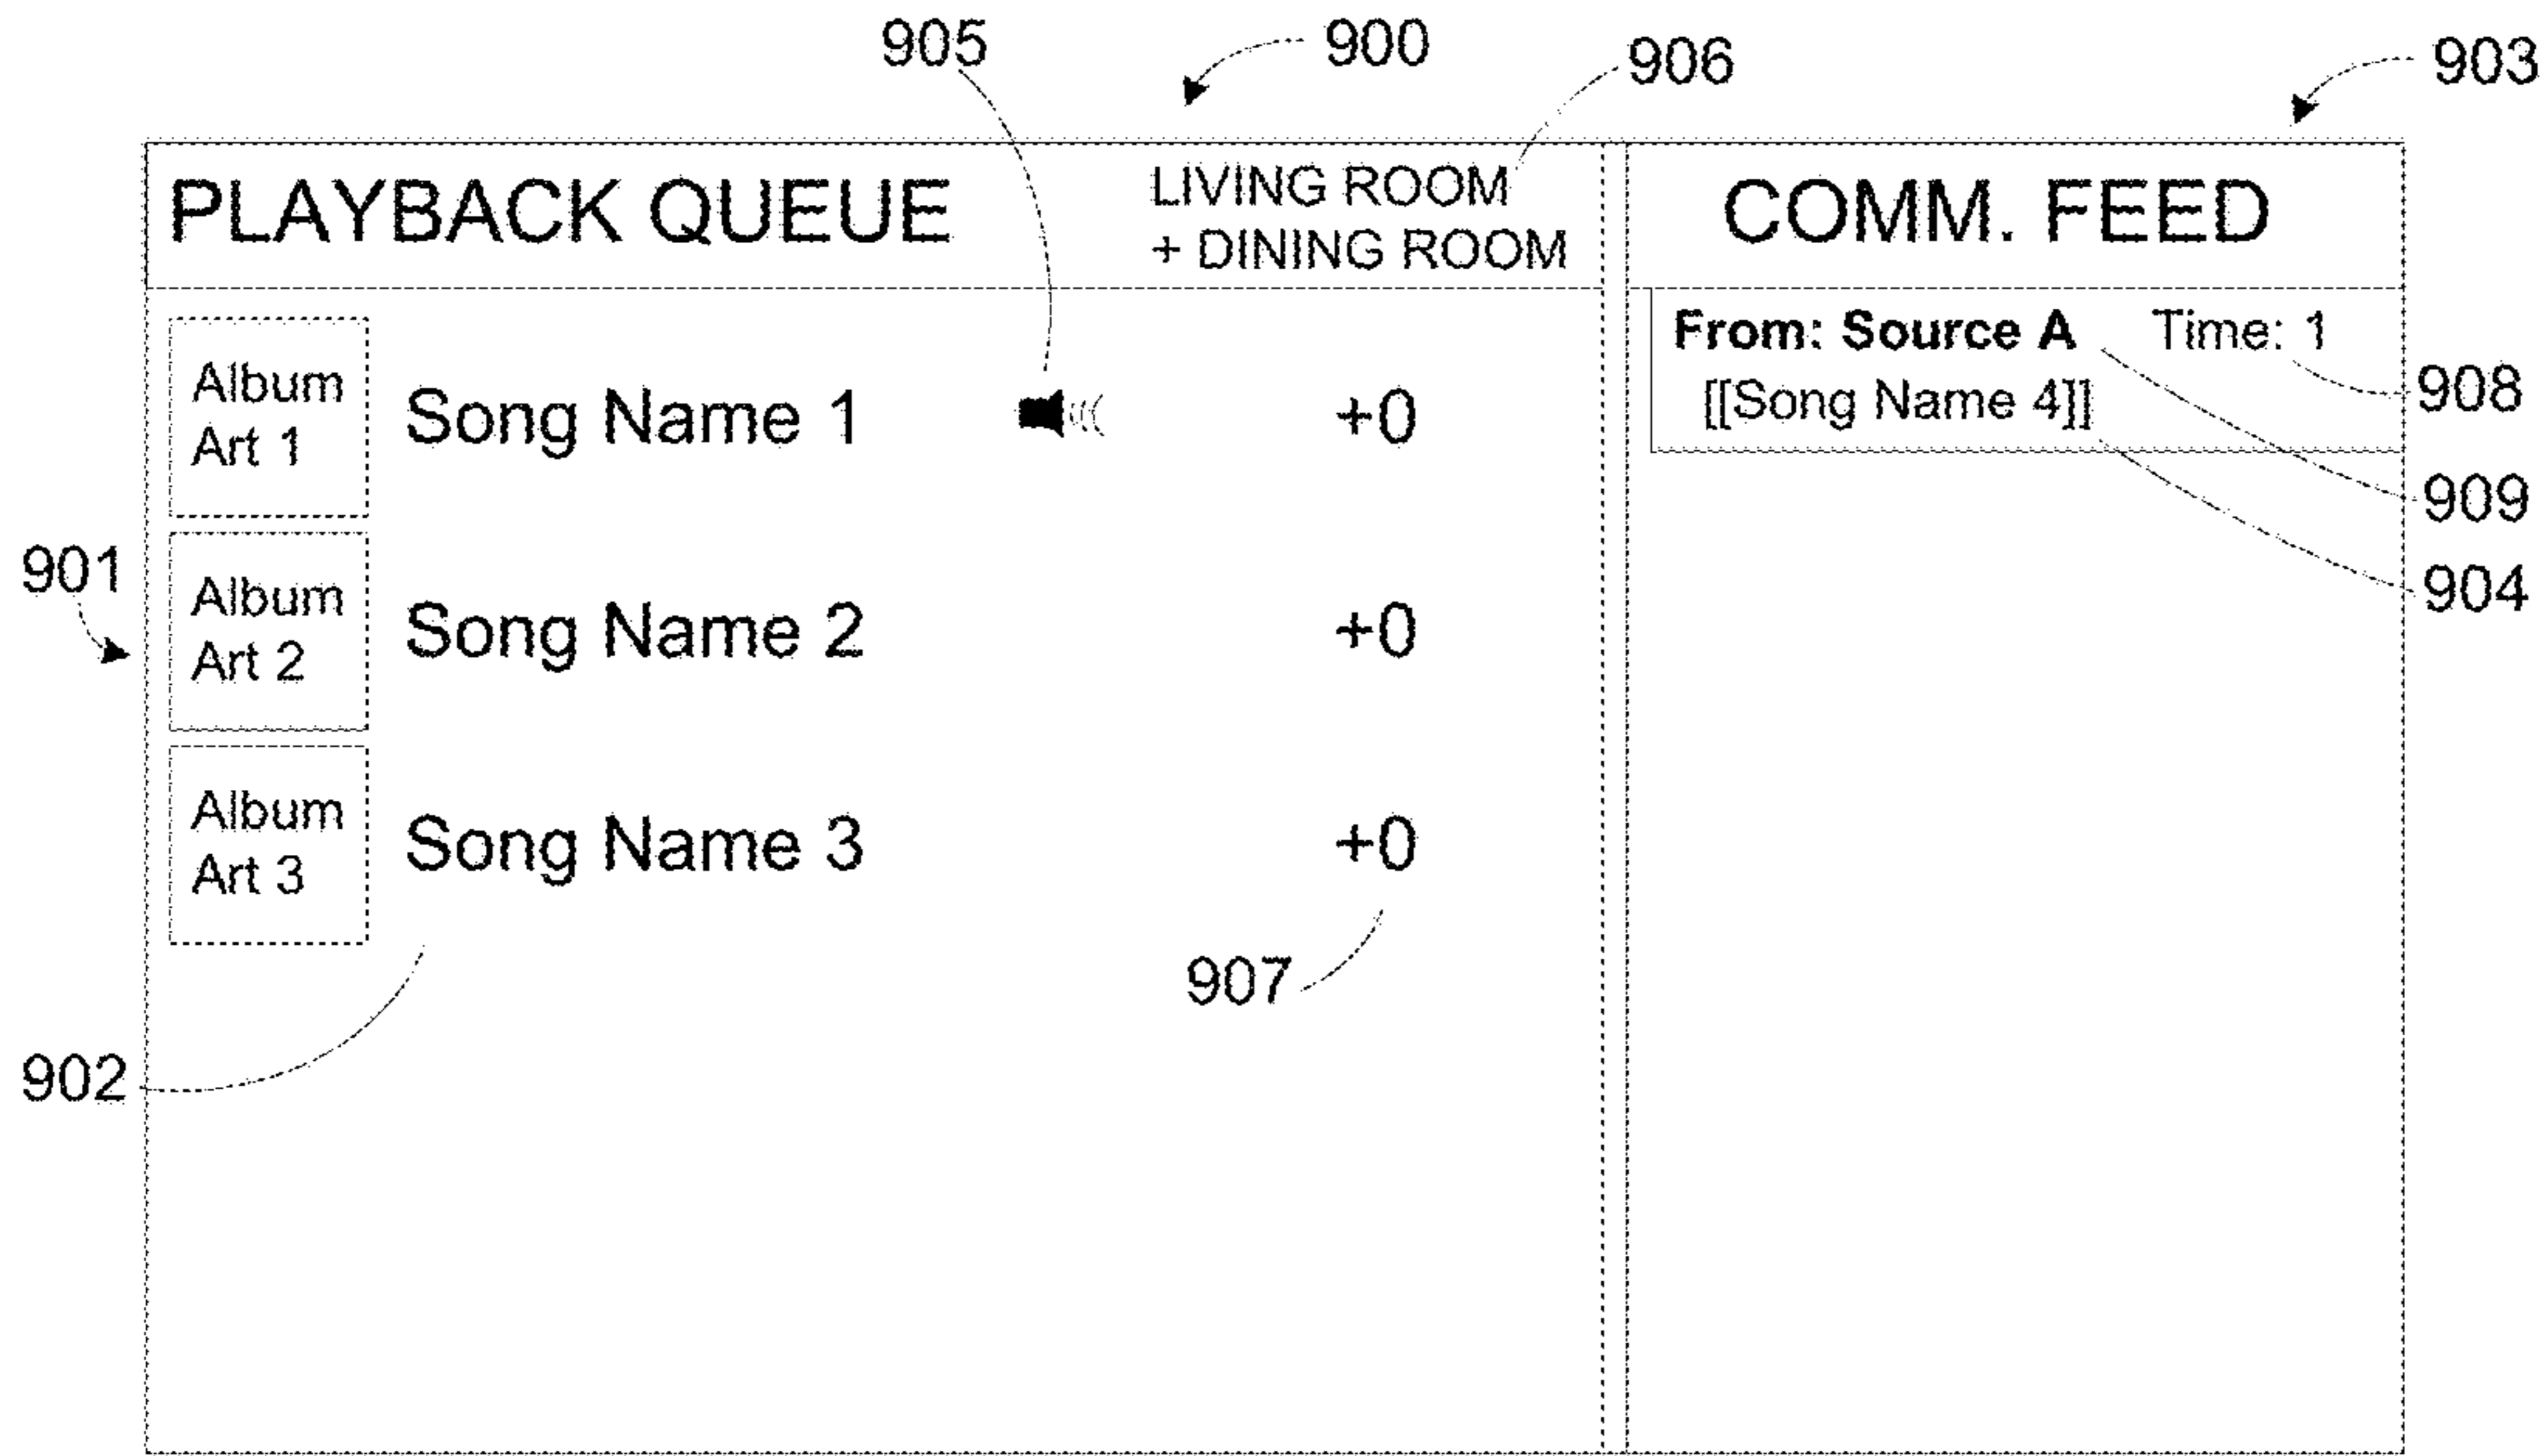 905
900
906
903
PLAYBACK QUEUE
LIVING ROOM
+ DINING ROOM
COMM. FEED
Album
Art 1
Song Name 1
+0
From: Source A
Time: 1
[[Song Name 4]]
908
909
904
901
Album
Art 2
Song Name 2
+0
Album
Art 3
Song Name 3
+0
907
902